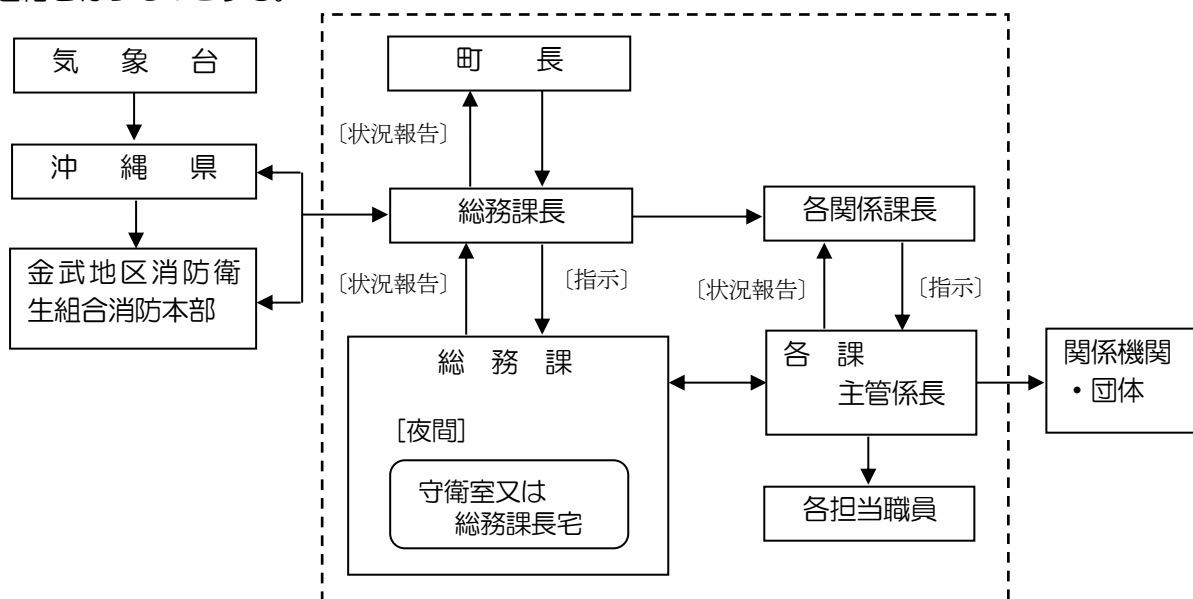 気　象　台
町　長
〔状況報告〕
沖　縄　県
総務課長
各関係課長
金武地区消防衛
生組合消防本部
〔状況報告〕
〔指示〕
〔状況報告〕
〔指示〕
総　務　課
各　課
主管係長
関係機関
・団体
[夜間]
守衛室又は
総務課長宅
各担当職員